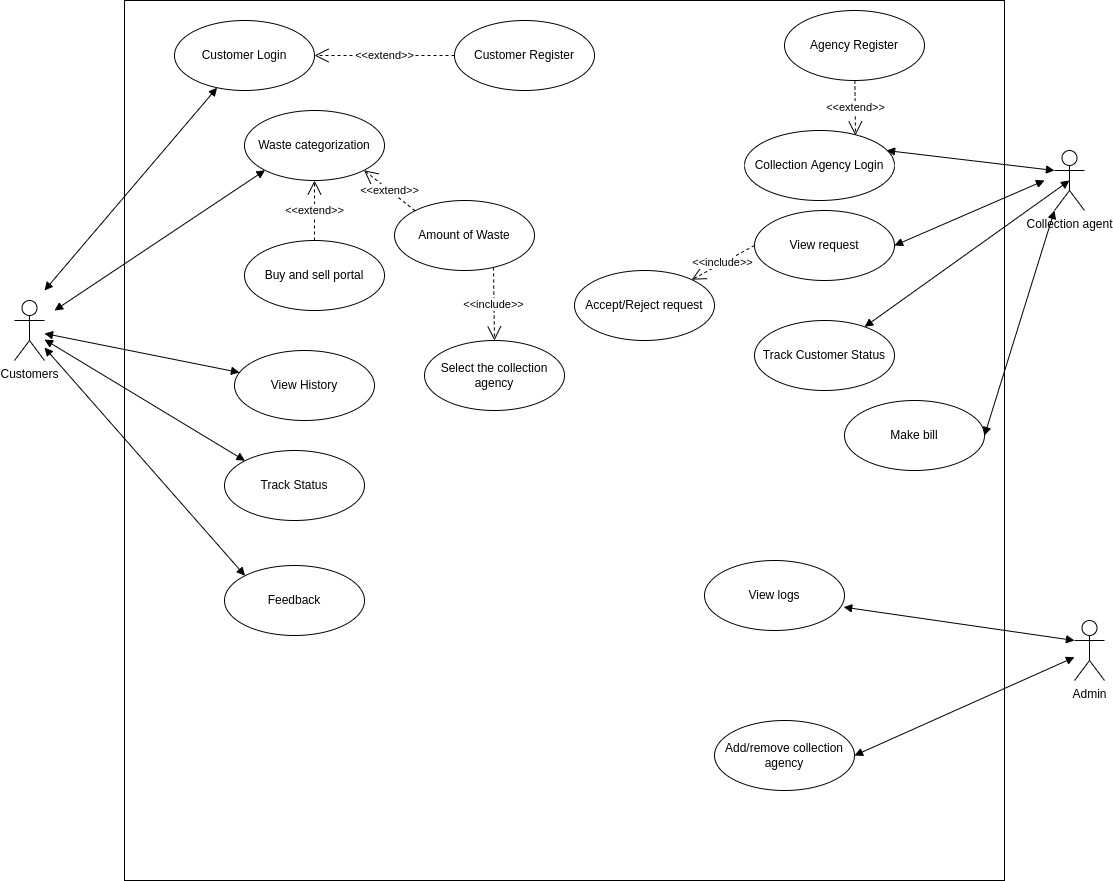 Customer Login
<<extend>>
Customer Register
Agency Register
<<extend>>
Waste categorization
Collection Agency Login
<<extend>>
<<extend>>
Collection agent
Amount of Waste
View request
<<include>>
Buy and sell portal
<<include>>
Accept/Reject request
Customers
Track Customer Status
Select the collection
agency
View History
Make bill
Track Status
Feedback
View logs
Admin
Add/remove collection
agency